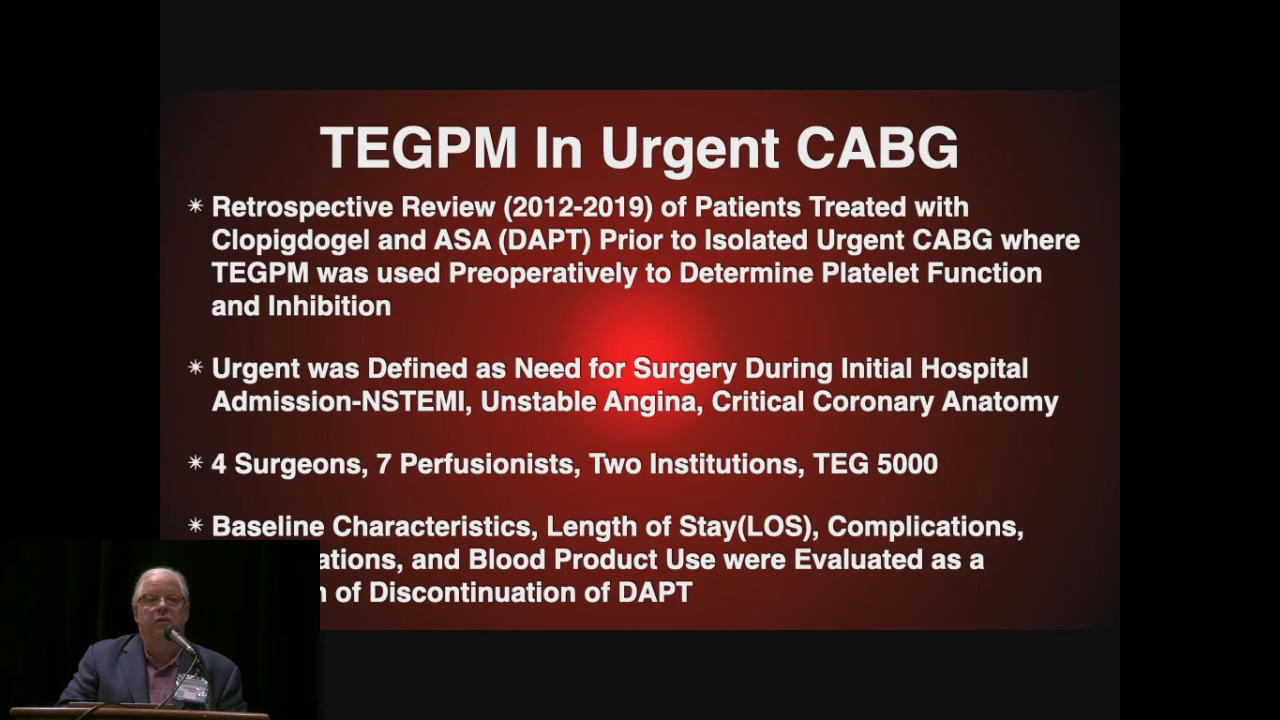 TEGPM In Urgent CABG
✴ Retrospective Review (2012-2019) of Patients Treated with
Clopigdogel and ASA (DAPT) Prior to Isolated Urgent CABG where
TEGPM was used Preoperatively to Determine Platelet Function
and Inhibition
✴ Urgent was Defined as Need for Surgery During Initial Hospital
Admission-NSTEMI, Unstable Angina, Critical Coronary Anatomy
✴ 4 Surgeons, 7 Perfusionists, Two Institutions, TEG 5000
✴ Baseline Characteristics, Length of Stay(LOS), Complications,
and Blood Product Use were Evaluated as a
of Discontinuation of DAPT